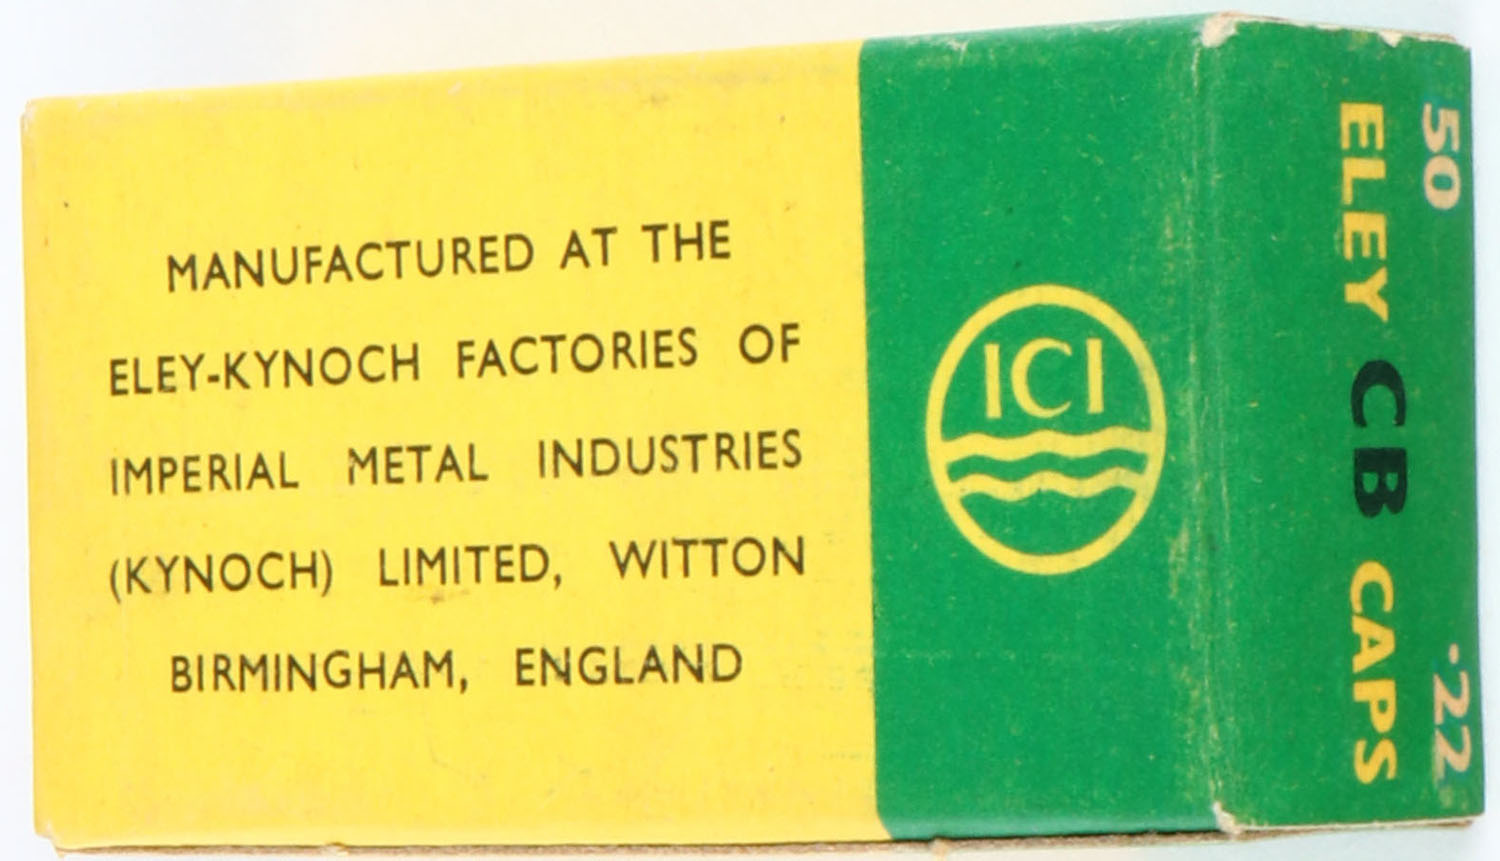 MANUFACTURED AT THE
ELEY-KYNOCH FACTORIES OF
IMPERIAL METAL INDUSTRIES
(KYNOCH) LIMITED, WITTON
BIRMINGHAM, ENGLAND
ICI
50 .22
ELEY CB CAPS